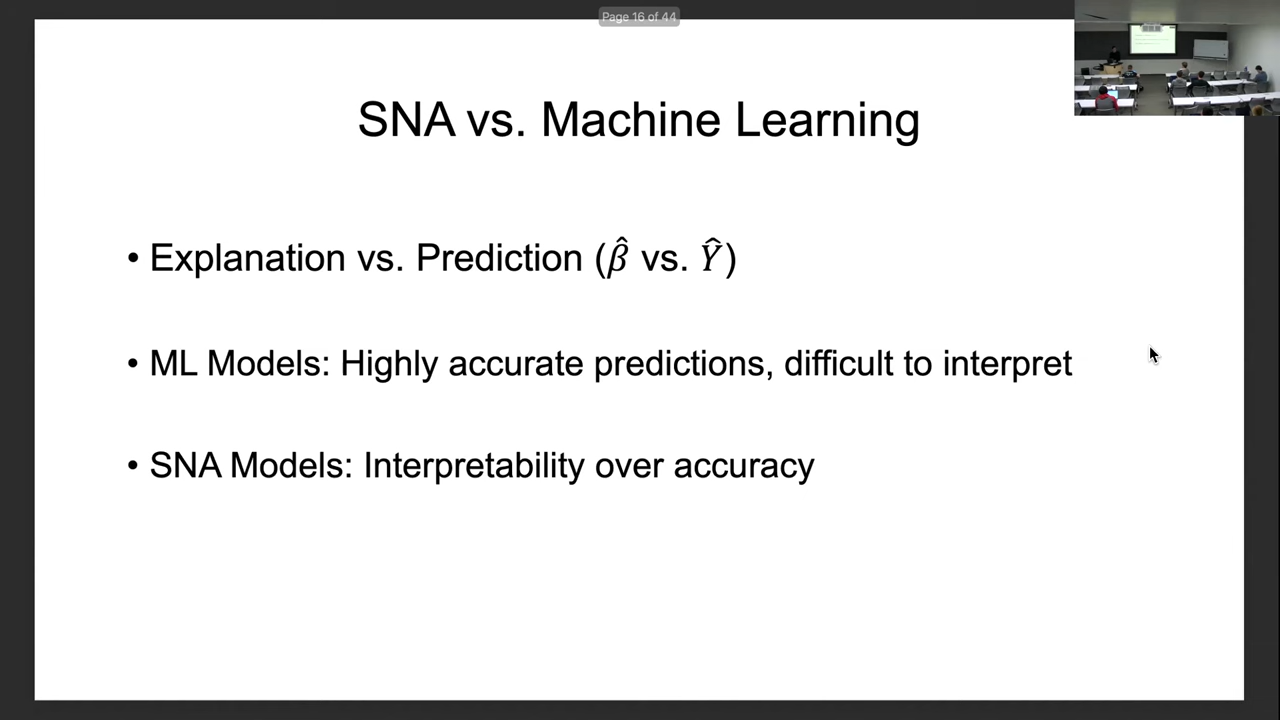 Page 16 of 44
SNA vs. Machine Learning
• Explanation vs. Prediction (β̂ vs. Ŷ)
• ML Models: Highly accurate predictions, difficult to interpret
• SNA Models: Interpretability over accuracy